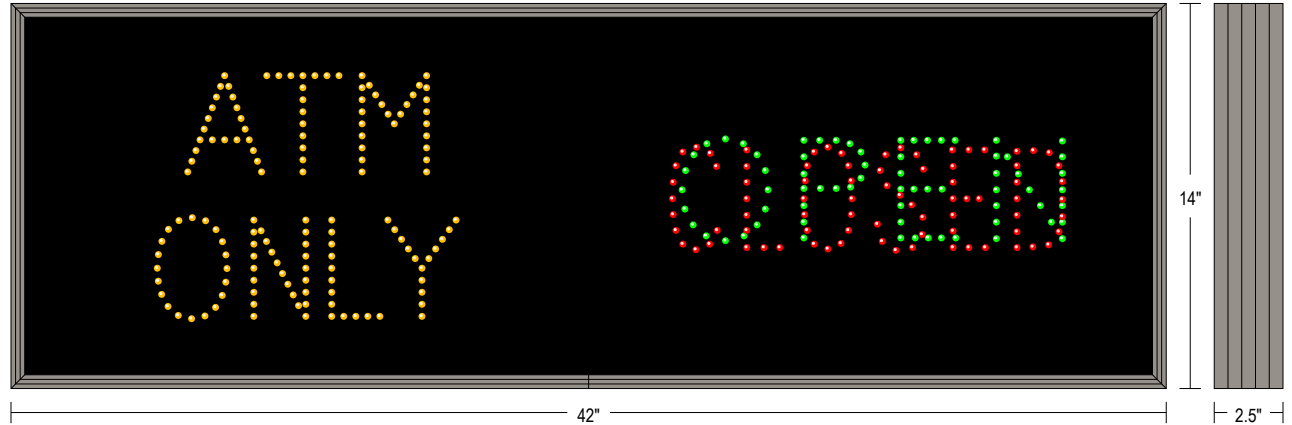 ATM
ONLY
OPEN
CLOSED
14"
42"
2.5"